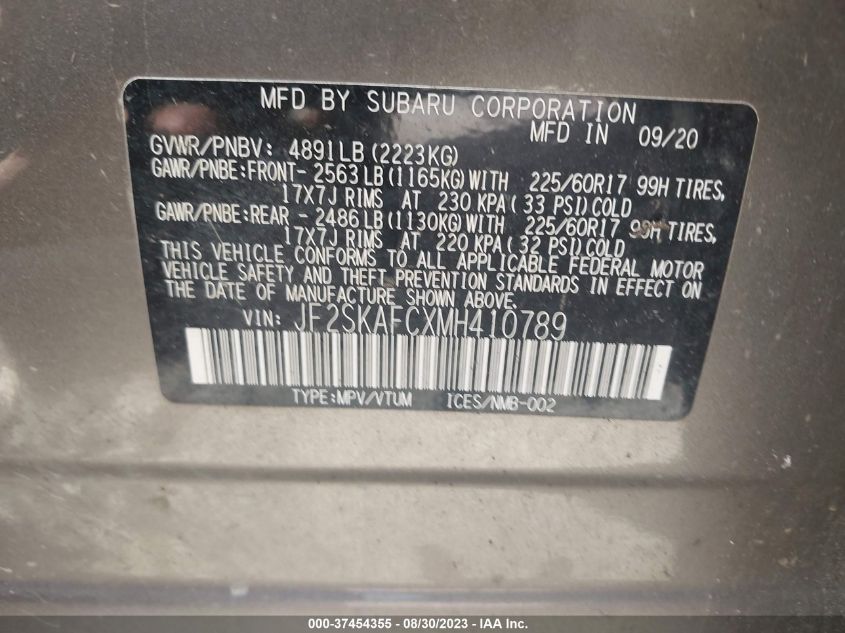 MFD BY SUBARU CORPORATION
MFD IN 09/20
GVWR/PNBV: 4891LB (2223KG)
GAWR/PNBE:FRONT- 2563LB (1165KG) WITH 225/60R17 99H TIRES,
17X7J RIMS AT 230 KPA ( 33 PSI) COLD
GAWR/PNBE:REAR - 2486LB (1130KG) WITH 225/60R17 99H TIRES,
17X7J RIMS AT 220 KPA ( 32 PSI) COLD
THIS VEHICLE CONFORMS TO ALL APPLICABLE FEDERAL MOTOR
VEHICLE SAFETY AND THEFT PREVENTION STANDARDS IN EFFECT ON
THE DATE OF MANUFACTURE SHOWN ABOVE.
VIN: JF2SKAFCXMH410789
TYPE:MPV/VTUM ICES/NMB-002
000-37454355 - 08/30/2023 - IAA Inc.